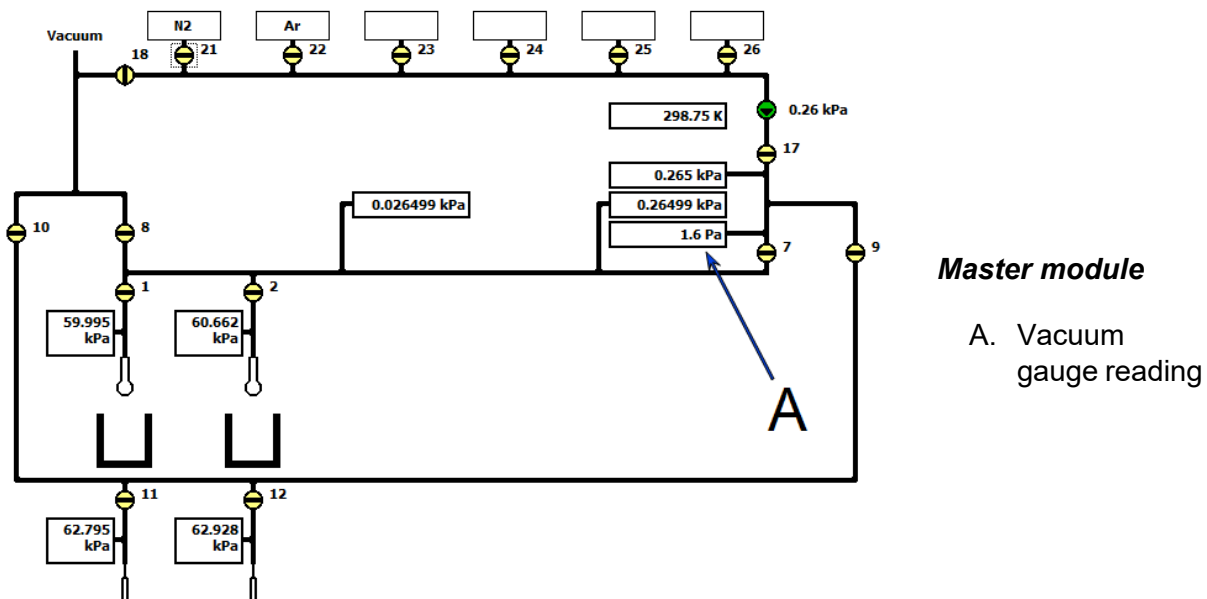 N2
Ar
Vacuum
18
21
22
23
24
25
26
298.75 K
0.26 kPa
17
0.265 kPa
0.026499 kPa
0.26499 kPa
10
8
1.6 Pa
7
9
Master module
1
2
A. Vacuum
gauge reading
59.995
kPa
60.662
kPa
A
11
12
62.795
kPa
62.928
kPa